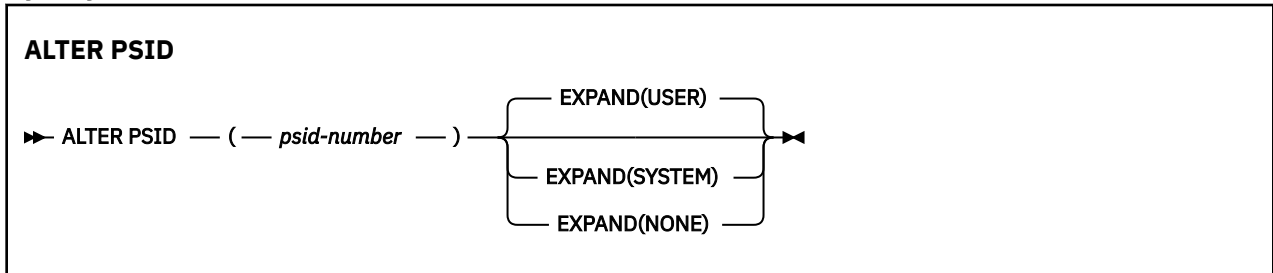 ALTER PSID
EXPAND(USER)
ALTER PSID ( psid-number )
EXPAND(SYSTEM)
EXPAND(NONE)